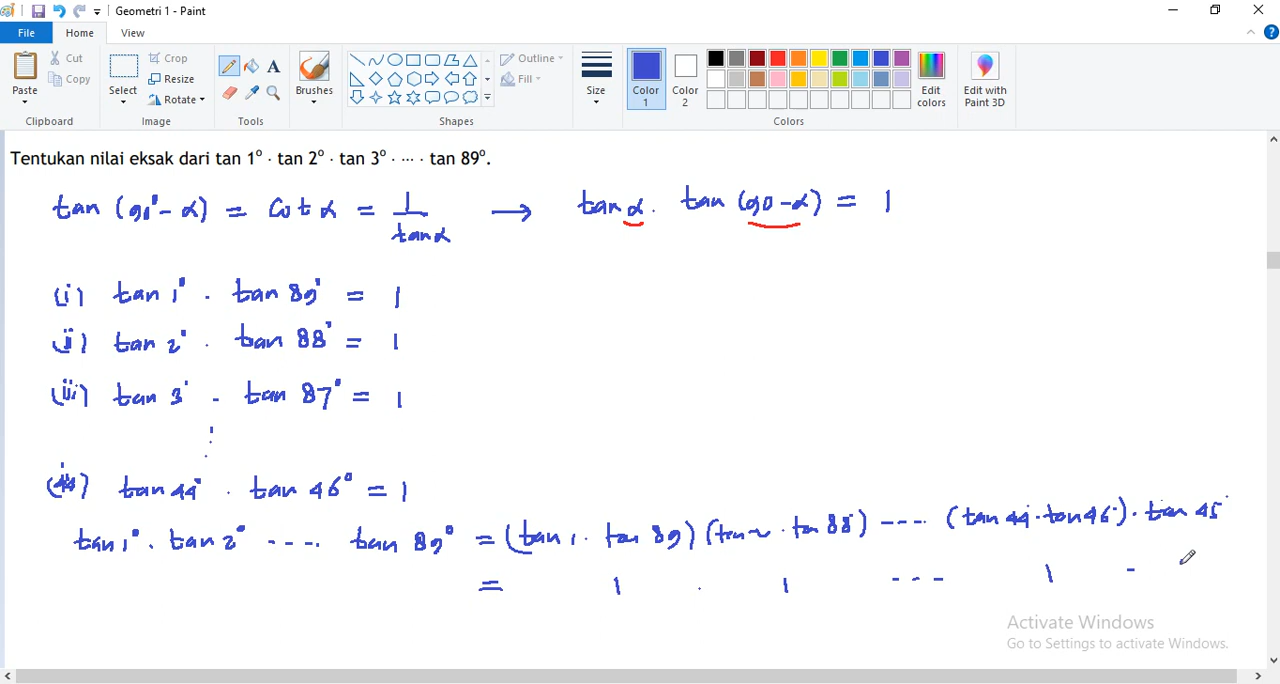 Geometri 1 - Paint
File Home View
Paste Cut Copy Select Crop Resize Rotate Brushes Outline Fill Size Color 1 Color 2 Edit colors Edit with Paint 3D
Clipboard Image Tools Shapes Colors
Tentukan nilai eksak dari tan 1° · tan 2° · tan 3° · ··· · tan 89°.
tan (90° - α) = cot α = 1/tan α → tan α . tan (90 - α) = 1
(i) tan 1° . tan 89° = 1
(ii) tan 2° . tan 88° = 1
(iii) tan 3° . tan 87° = 1
⋮
(44) tan 44° . tan 46° = 1
tan 1° . tan 2° .... tan 89° = (tan 1 . tan 89) (tan 2 . tan 88°) ---- (tan 44 . tan 46°) . tan 45°
= 1 . 1 --- 1 -
Activate Windows
Go to Settings to activate Windows.